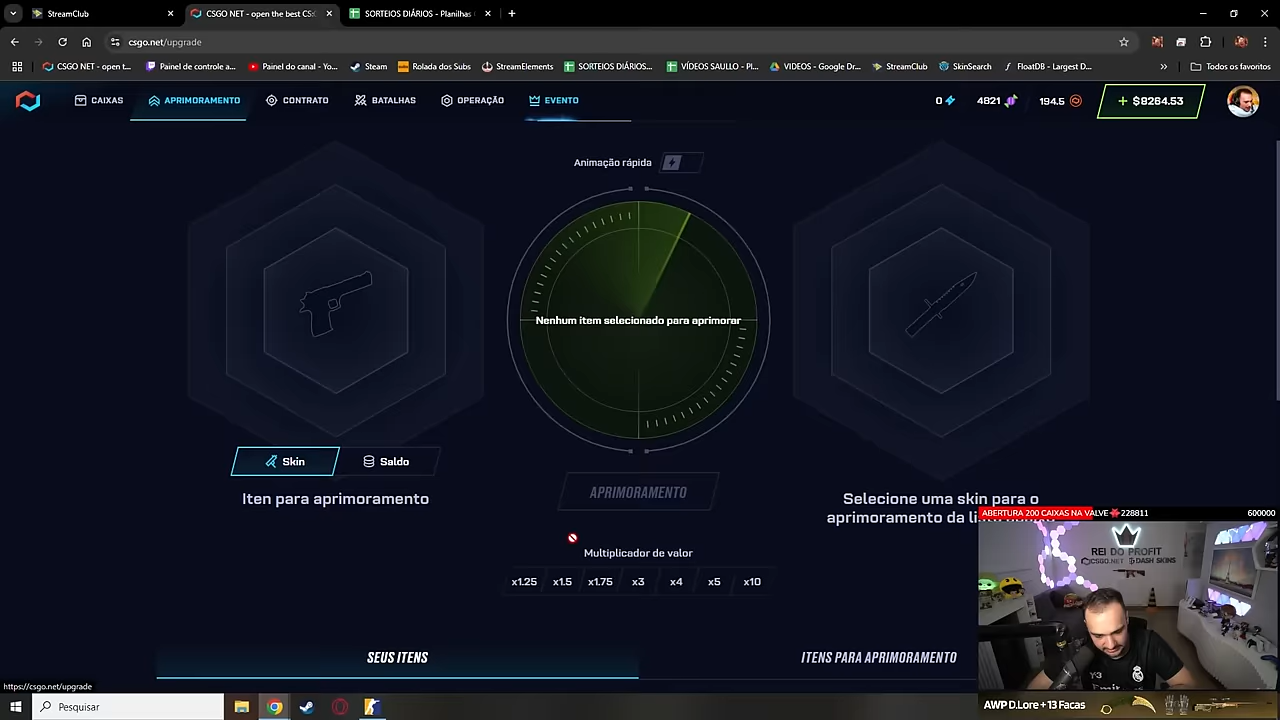 StreamClub
CSGO NET - open the best CS:
SORTEIOS DIÁRIOS - Planilhas
csgo.net/upgrade
CSGO NET - open t...
Painel de controle a...
Painel do canal - Yo...
Steam
Rolada dos Subs
StreamElements
SORTEIOS DIÁRIOS...
VÍDEOS SAULLO - Pl...
VIDEOS - Google Dr...
StreamClub
SkinSearch
FloatDB - Largest D...
Todos os favoritos
CAIXAS
APRIMORAMENTO
CONTRATO
BATALHAS
OPERAÇÃO
EVENTO
0
4821
194.5
+ $8264.53
Animação rápida
Nenhum item selecionado para aprimorar
Skin
Saldo
Iten para aprimoramento
APRIMORAMENTO
Selecione uma skin para o
aprimoramento da
Multiplicador de valor
x1.25
x1.5
x1.75
x3
x4
x5
x10
ABERTURA 200 CAIXAS NA VALVE 228811
600000
REI DO PROFIT
CSGO.NET
DASH SKINS
SEUS ITENS
ITENS PARA APRIMORAMENTO
https://csgo.net/upgrade
Pesquisar
AWP D.Lore + 13 Facas